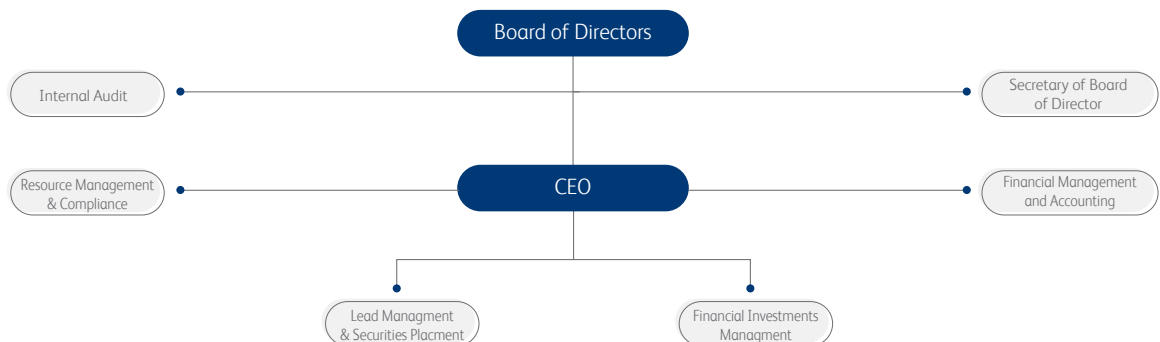 Board of Directors
Internal Audit
Secretary of Board
of Director
Resource Management
& Compliance
CEO
Financial Management
and Accounting
Lead Managment
& Securities Placment
Financial Investments
Managment